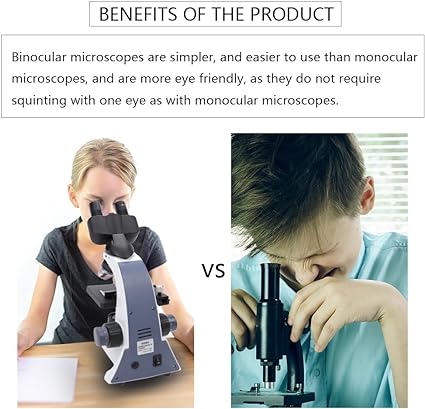 BENEFITS OF THE PRODUCT
Binocular microscopes are simpler, and easier to use than monocular
microscopes, and are more eye friendly, as they do not require
squinting with one eye as with monocular microscopes.
VS